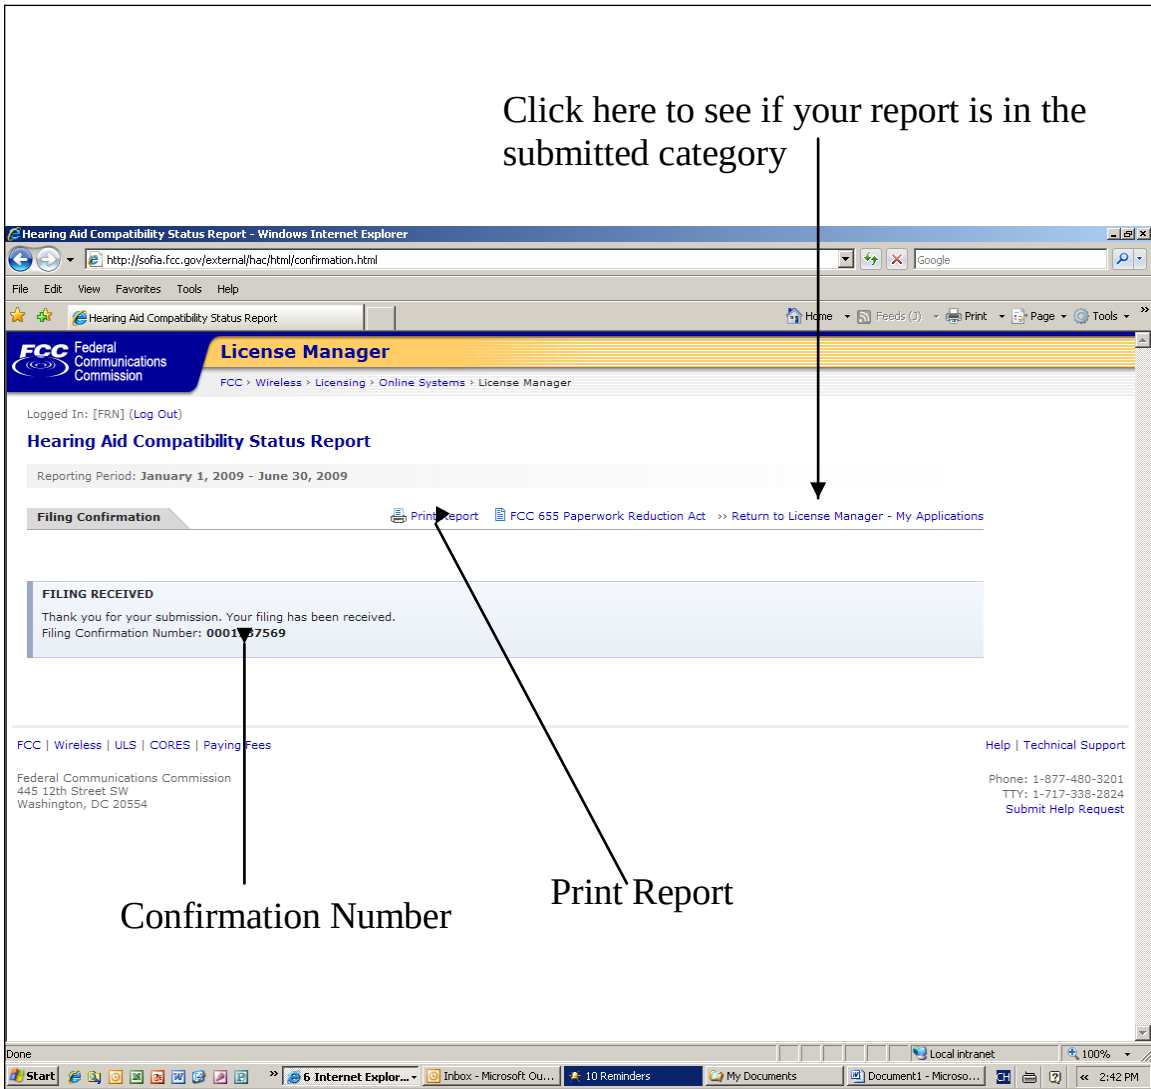 Click here to see if your report is in the
submitted category
Hearing Aid Compatibility Status Report - Windows Internet Explorer
http://sofia.fcc.gov/external/hac/html/confirmation.html
Google
File Edit View Favorites Tools Help
Hearing Aid Compatibility Status Report
Home Feeds (J) Print Page Tools »
FCC Federal
Communications
Commission
License Manager
FCC > Wireless > Licensing > Online Systems > License Manager
Logged In: [FRN] (Log Out)
Hearing Aid Compatibility Status Report
Reporting Period: January 1, 2009 - June 30, 2009
Filing Confirmation
Print Report FCC 655 Paperwork Reduction Act >> Return to License Manager - My Applications
FILING RECEIVED
Thank you for your submission. Your filing has been received.
Filing Confirmation Number:
FCC | Wireless | ULS | CORES | Paying Fees
Help | Technical Support
Federal Communications Commission
445 12th Street SW
Washington, DC 20554
Phone: 1-877-480-3201
TTY: 1-717-338-2824
Submit Help Request
Confirmation Number
Print Report
Done
Local intranet
100%
Start » 6 Internet Explor... Inbox - Microsoft Ou... 10 Reminders My Documents Document1 - Microso... CH « 2:42 PM